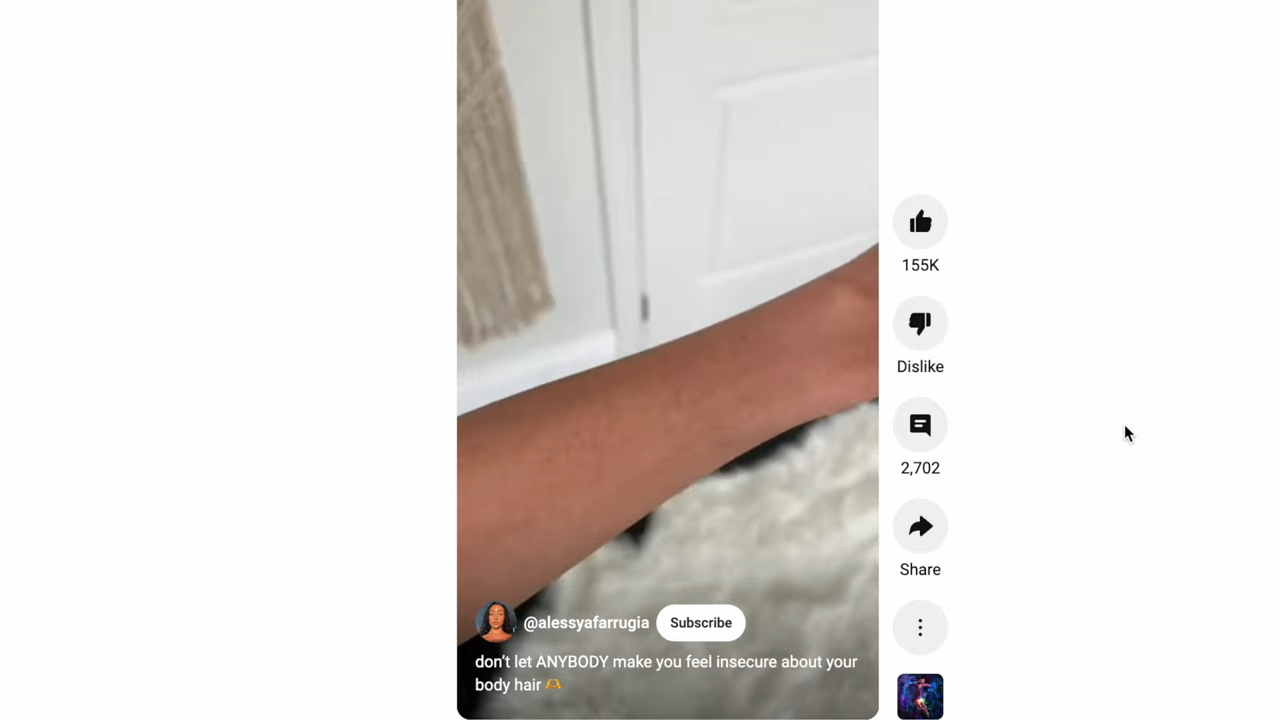 155K
Dislike
2,702
Share
@alessyafarrugia
Subscribe
don’t let ANYBODY make you feel insecure about your
body hair 🫶